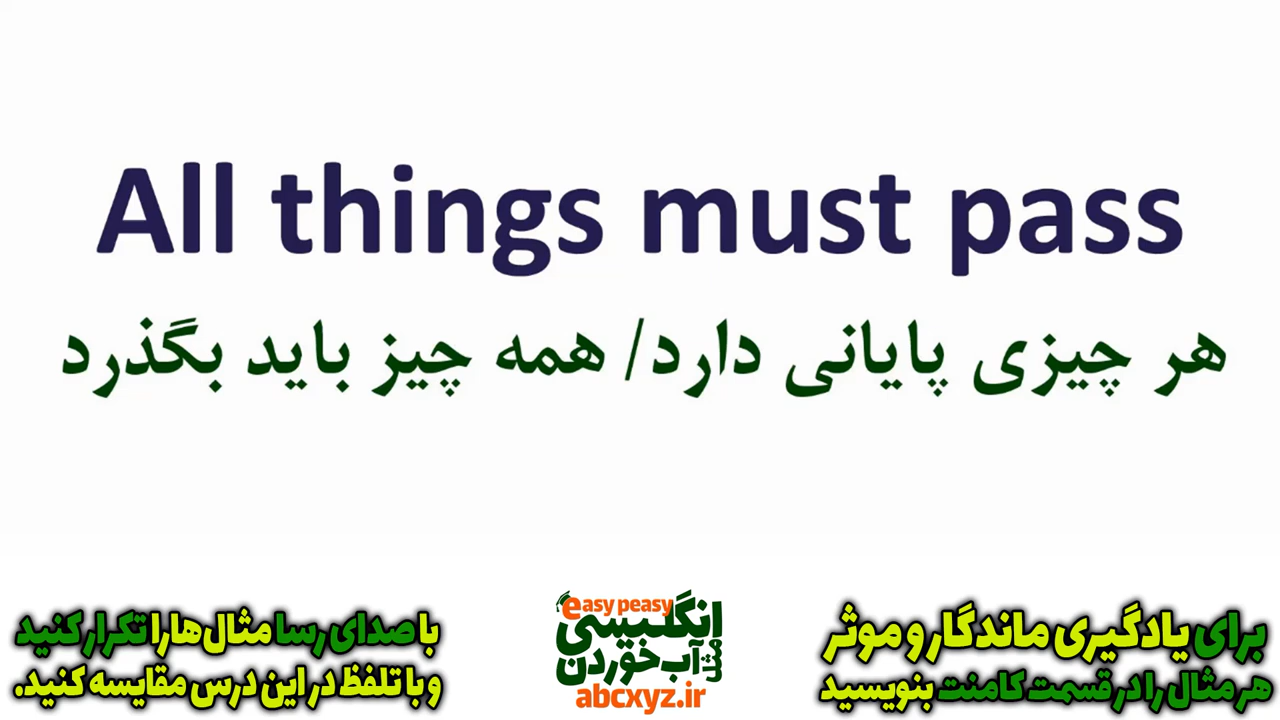 All things must pass
هر چیزی پایانی دارد/ همه چیز باید بگذرد
برای یادگیری ماندگار و موثر
هر مثال را در قسمت کامنت بنویسید
easy peasy
انگلیسی
مثل آب خوردن
abcxyz.ir
با صدای رسا مثال‌ها را تکرار کنید
و با تلفظ در این درس مقایسه کنید.